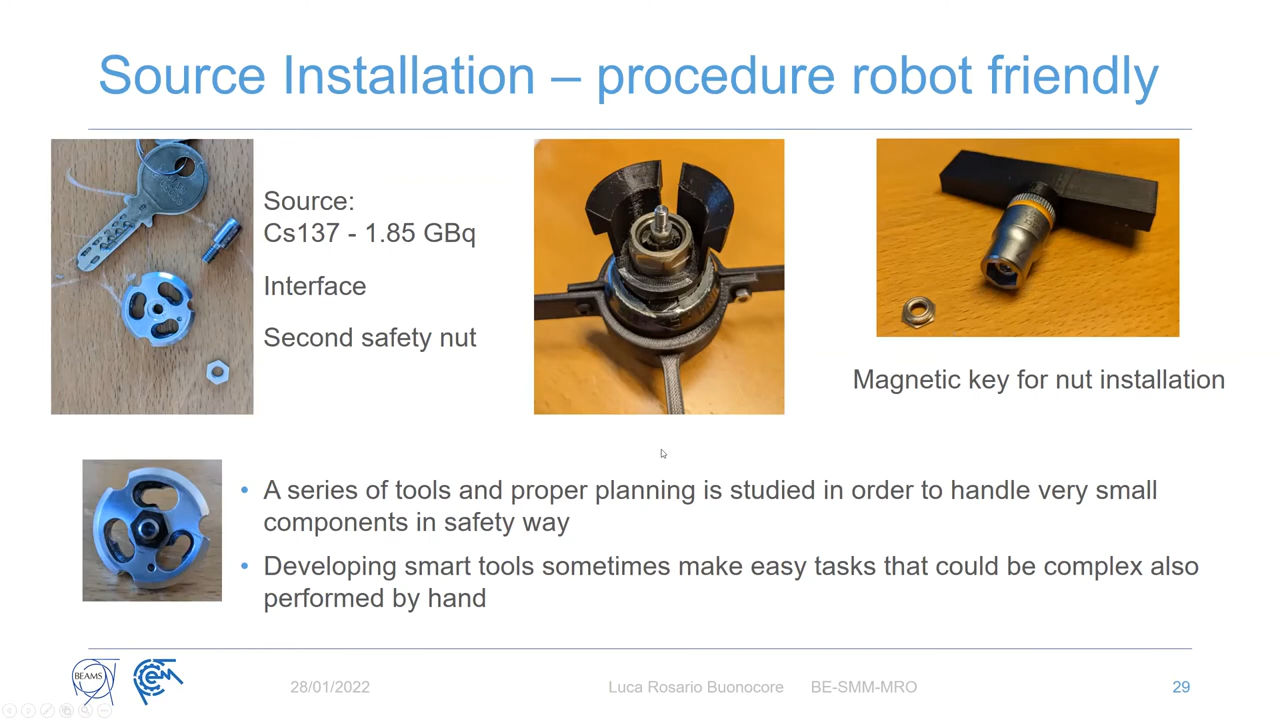 Source Installation – procedure robot friendly
Source:
Cs137 - 1.85 GBq
Interface
Second safety nut
Magnetic key for nut installation
• A series of tools and proper planning is studied in order to handle very small
components in safety way
• Developing smart tools sometimes make easy tasks that could be complex also
performed by hand
BEAMS
28/01/2022
Luca Rosario Buonocore BE-SMM-MRO
29